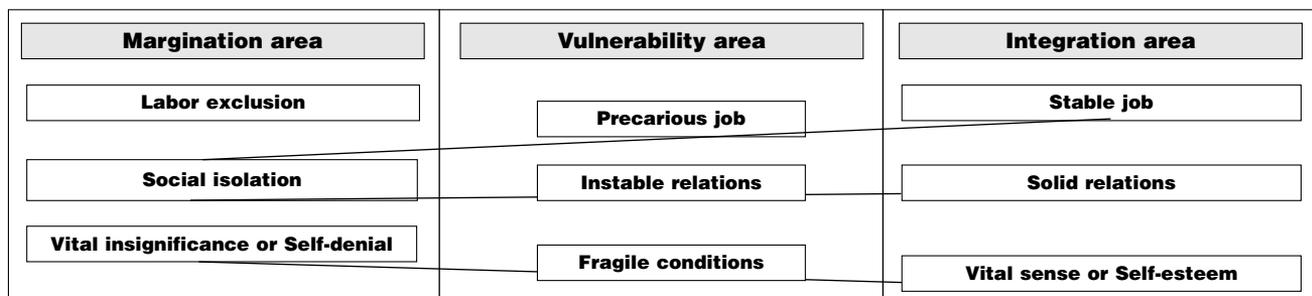 Margination area
Vulnerability area
Integration area
Labor exclusion
Precarious job
Stable job
Social isolation
Instable relations
Solid relations
Vital insignificance or Self-denial
Fragile conditions
Vital sense or Self-esteem